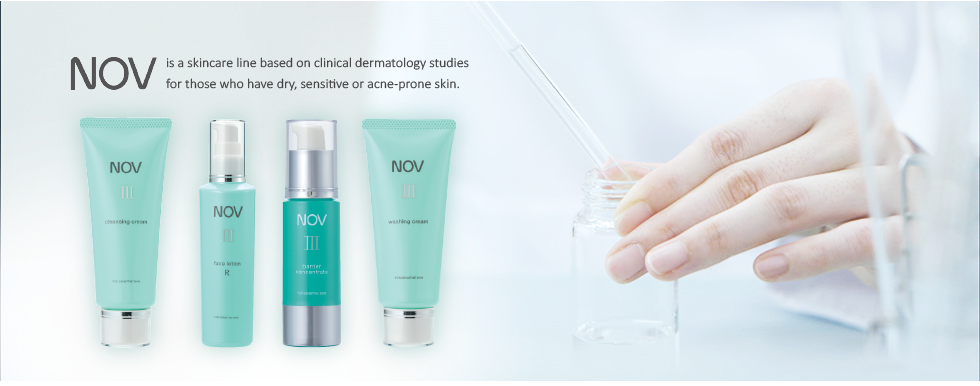 NOV
is a skincare line based on clinical dermatology studies
for those who have dry, sensitive or acne-prone skin.
NOV
III
cleansing cream
NOV
III
face lotion
R
NOV
III
barrier
concentrate
NOV
III
washing cream